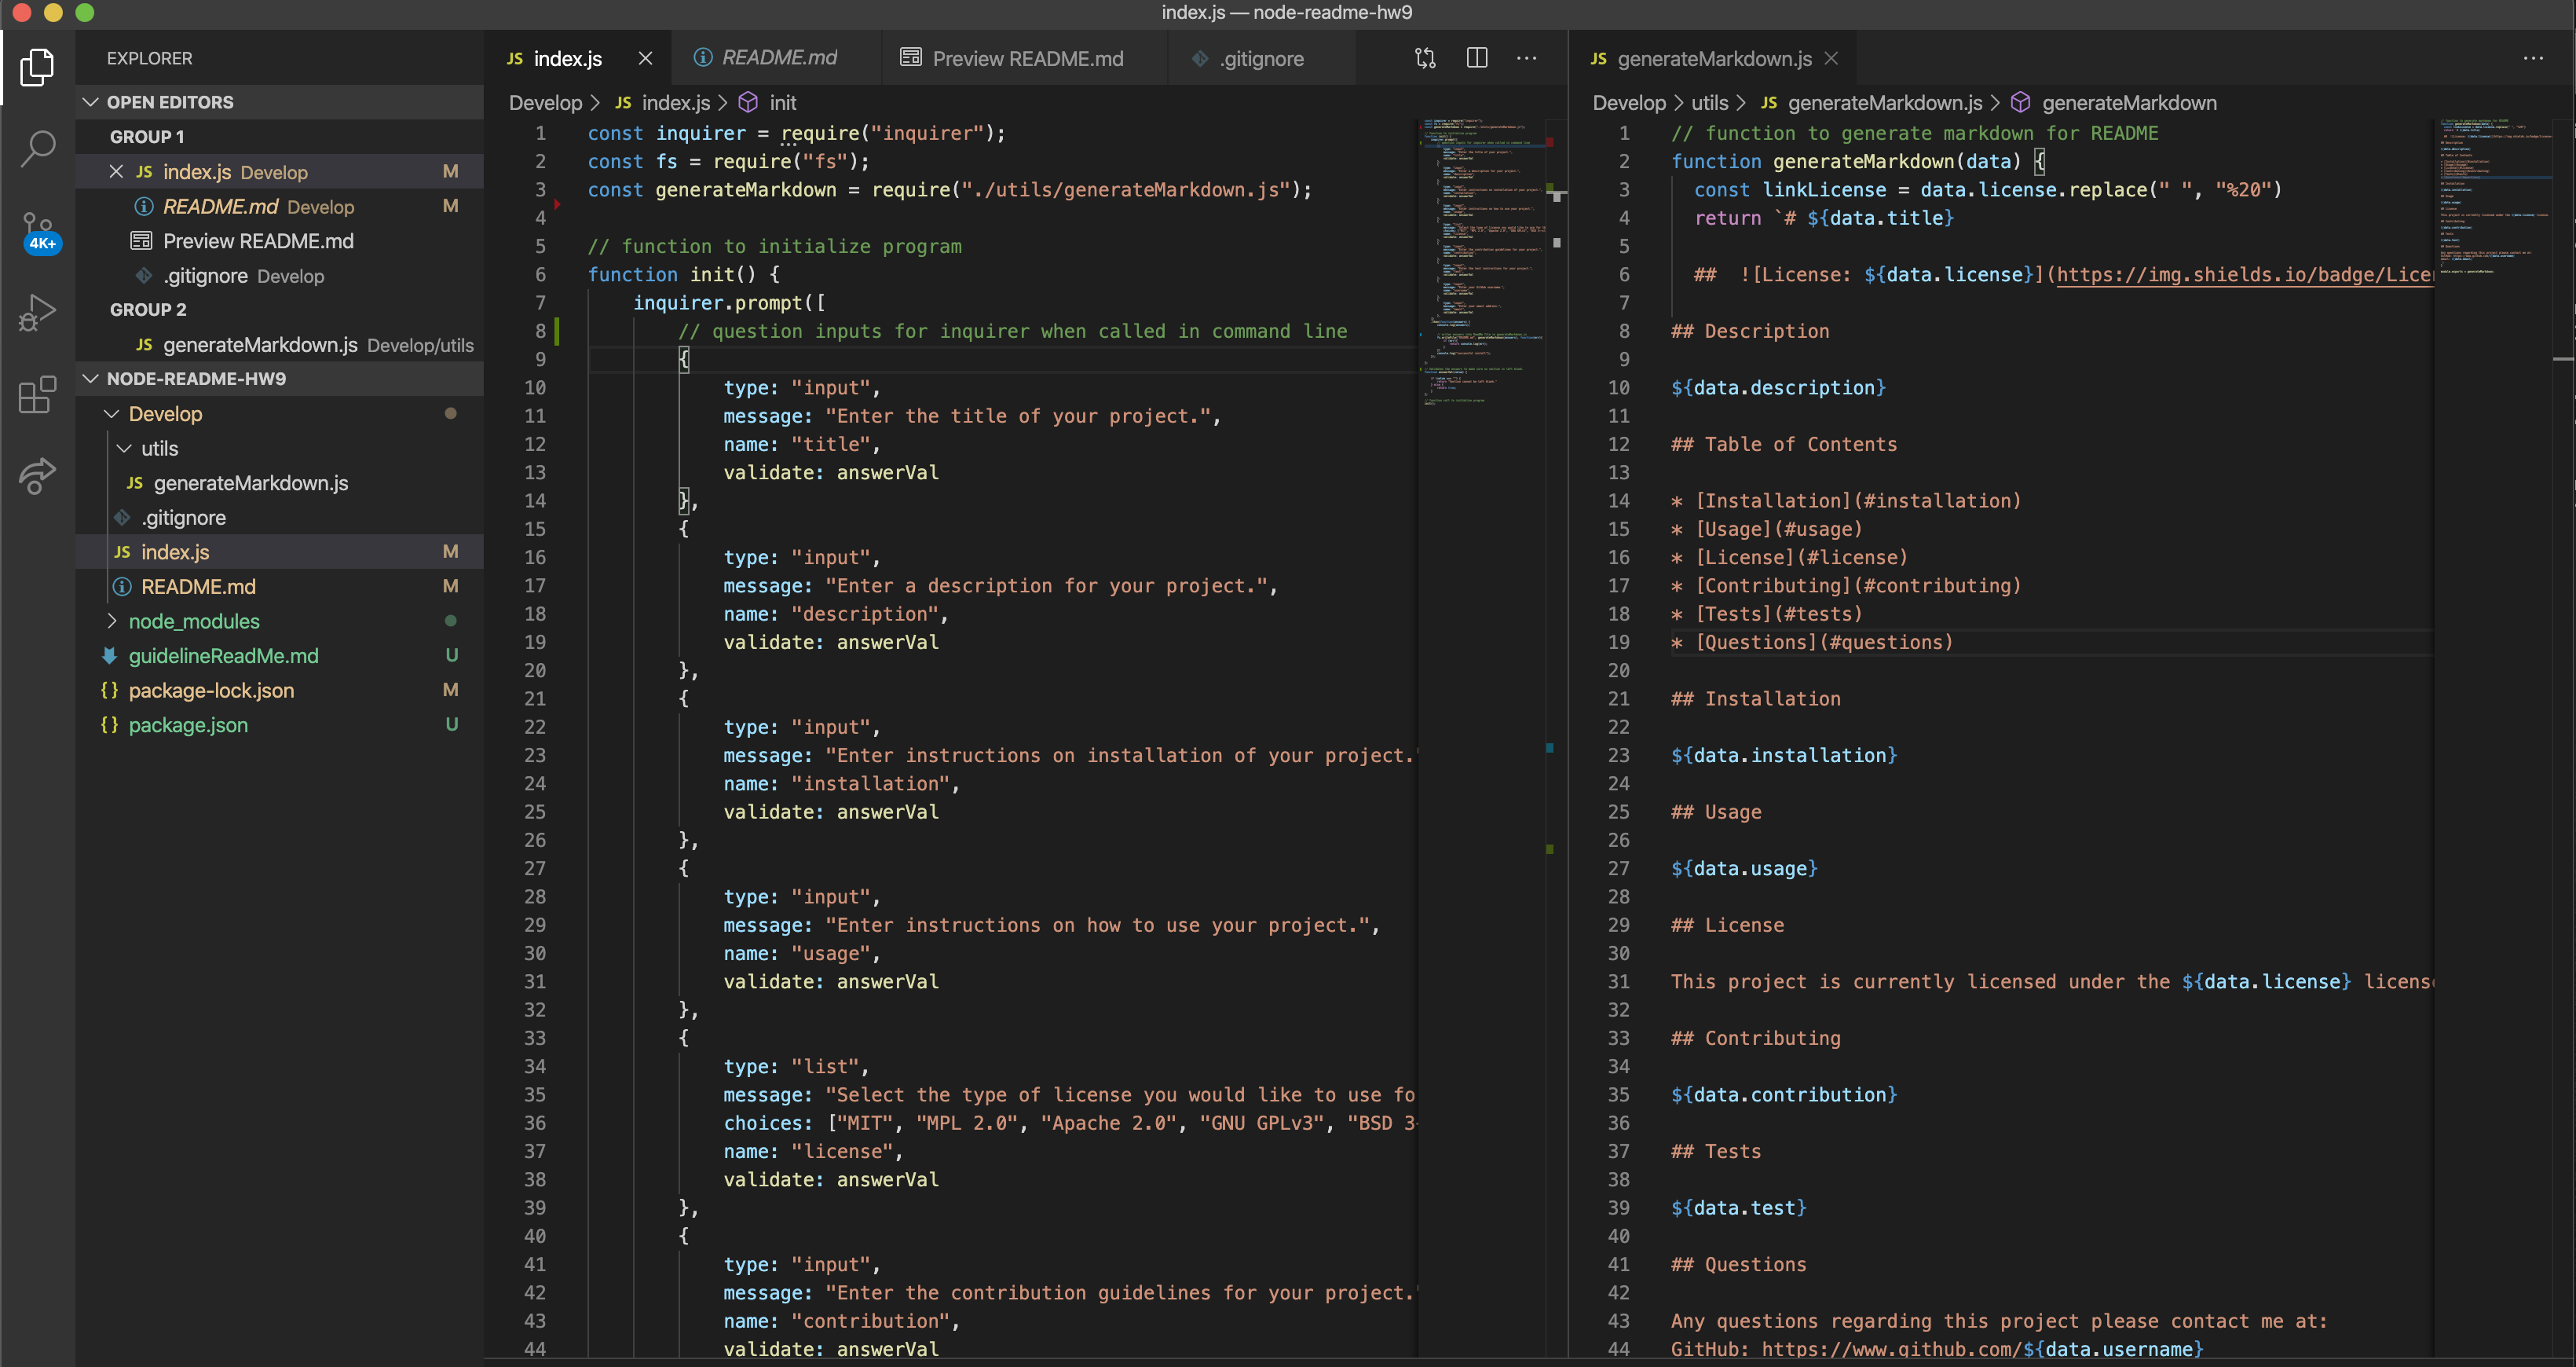 index.js — node-readme-hw9
EXPLORER
OPEN EDITORS
GROUP 1
JS index.js Develop M
README.md Develop M
Preview README.md
.gitignore Develop
GROUP 2
JS generateMarkdown.js Develop/utils
NODE-README-HW9
Develop
utils
JS generateMarkdown.js
.gitignore
JS index.js M
README.md M
node_modules
guidelineReadMe.md U
{} package-lock.json M
{} package.json U
4K+
JS index.js README.md Preview README.md .gitignore
Develop > JS index.js > init
1 const inquirer = require("inquirer");
2 const fs = require("fs");
3 const generateMarkdown = require("./utils/generateMarkdown.js");
4
5 // function to initialize program
6 function init() {
7 inquirer.prompt([
8 // question inputs for inquirer when called in command line
9 {
10 type: "input",
11 message: "Enter the title of your project.",
12 name: "title",
13 validate: answerVal
14 },
15 {
16 type: "input",
17 message: "Enter a description for your project.",
18 name: "description",
19 validate: answerVal
20 },
21 {
22 type: "input",
23 message: "Enter instructions on installation of your project.
24 name: "installation",
25 validate: answerVal
26 },
27 {
28 type: "input",
29 message: "Enter instructions on how to use your project.",
30 name: "usage",
31 validate: answerVal
32 },
33 {
34 type: "list",
35 message: "Select the type of license you would like to use fo
36 choices: ["MIT", "MPL 2.0", "Apache 2.0", "GNU GPLv3", "BSD 3-
37 name: "license",
38 validate: answerVal
39 },
40 {
41 type: "input",
42 message: "Enter the contribution guidelines for your project.
43 name: "contribution",
44 validate: answerVal
JS generateMarkdown.js
Develop > utils > JS generateMarkdown.js > generateMarkdown
1 // function to generate markdown for README
2 function generateMarkdown(data) {
3 const linkLicense = data.license.replace(" ", "%20")
4 return `# ${data.title}
5
6 ## ![License: ${data.license}](https://img.shields.io/badge/Lice
7
8 ## Description
9
10 ${data.description}
11
12 ## Table of Contents
13
14 * [Installation](#installation)
15 * [Usage](#usage)
16 * [License](#license)
17 * [Contributing](#contributing)
18 * [Tests](#tests)
19 * [Questions](#questions)
20
21 ## Installation
22
23 ${data.installation}
24
25 ## Usage
26
27 ${data.usage}
28
29 ## License
30
31 This project is currently licensed under the ${data.license} licens
32
33 ## Contributing
34
35 ${data.contribution}
36
37 ## Tests
38
39 ${data.test}
40
41 ## Questions
42
43 Any questions regarding this project please contact me at:
44 GitHub: https://www.github.com/${data.username}